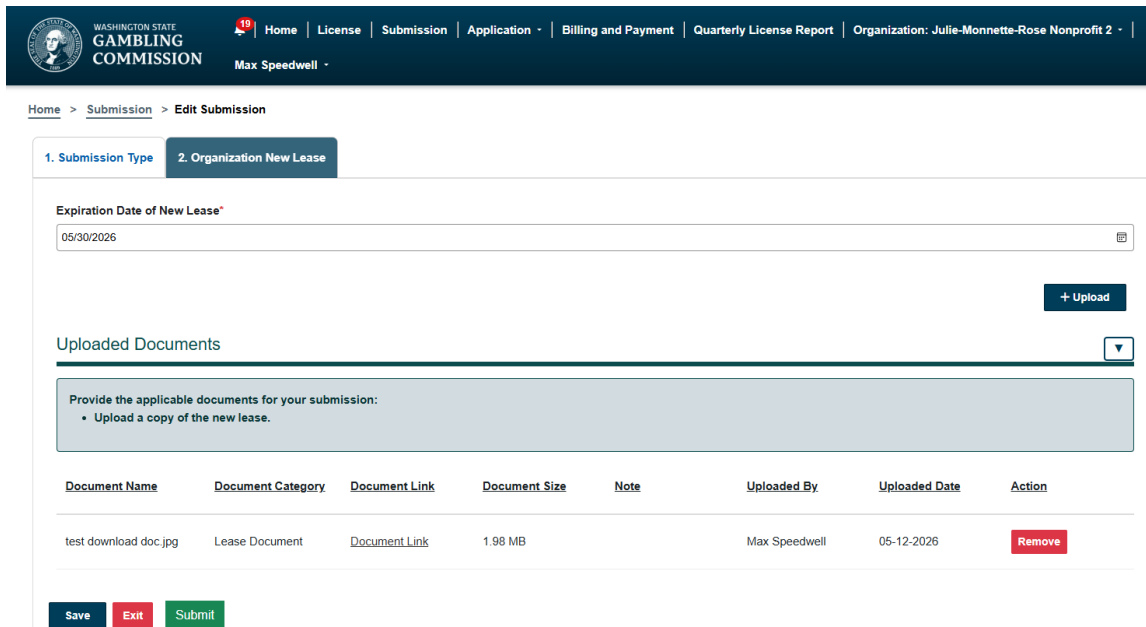 WASHINGTON STATE
GAMBLING
COMMISSION
19
Home | License | Submission | Application | Billing and Payment | Quarterly License Report | Organization: Julie-Monnette-Rose Nonprofit 2 |
Max Speedwell
Home > Submission > Edit Submission
1. Submission Type 2. Organization New Lease
Expiration Date of New Lease*
05/30/2026
+ Upload
Uploaded Documents
Provide the applicable documents for your submission:
• Upload a copy of the new lease.
Document Name Document Category Document Link Document Size Note Uploaded By Uploaded Date Action
test download doc.jpg Lease Document Document Link 1.98 MB Max Speedwell 05-12-2026 Remove
Save Exit Submit